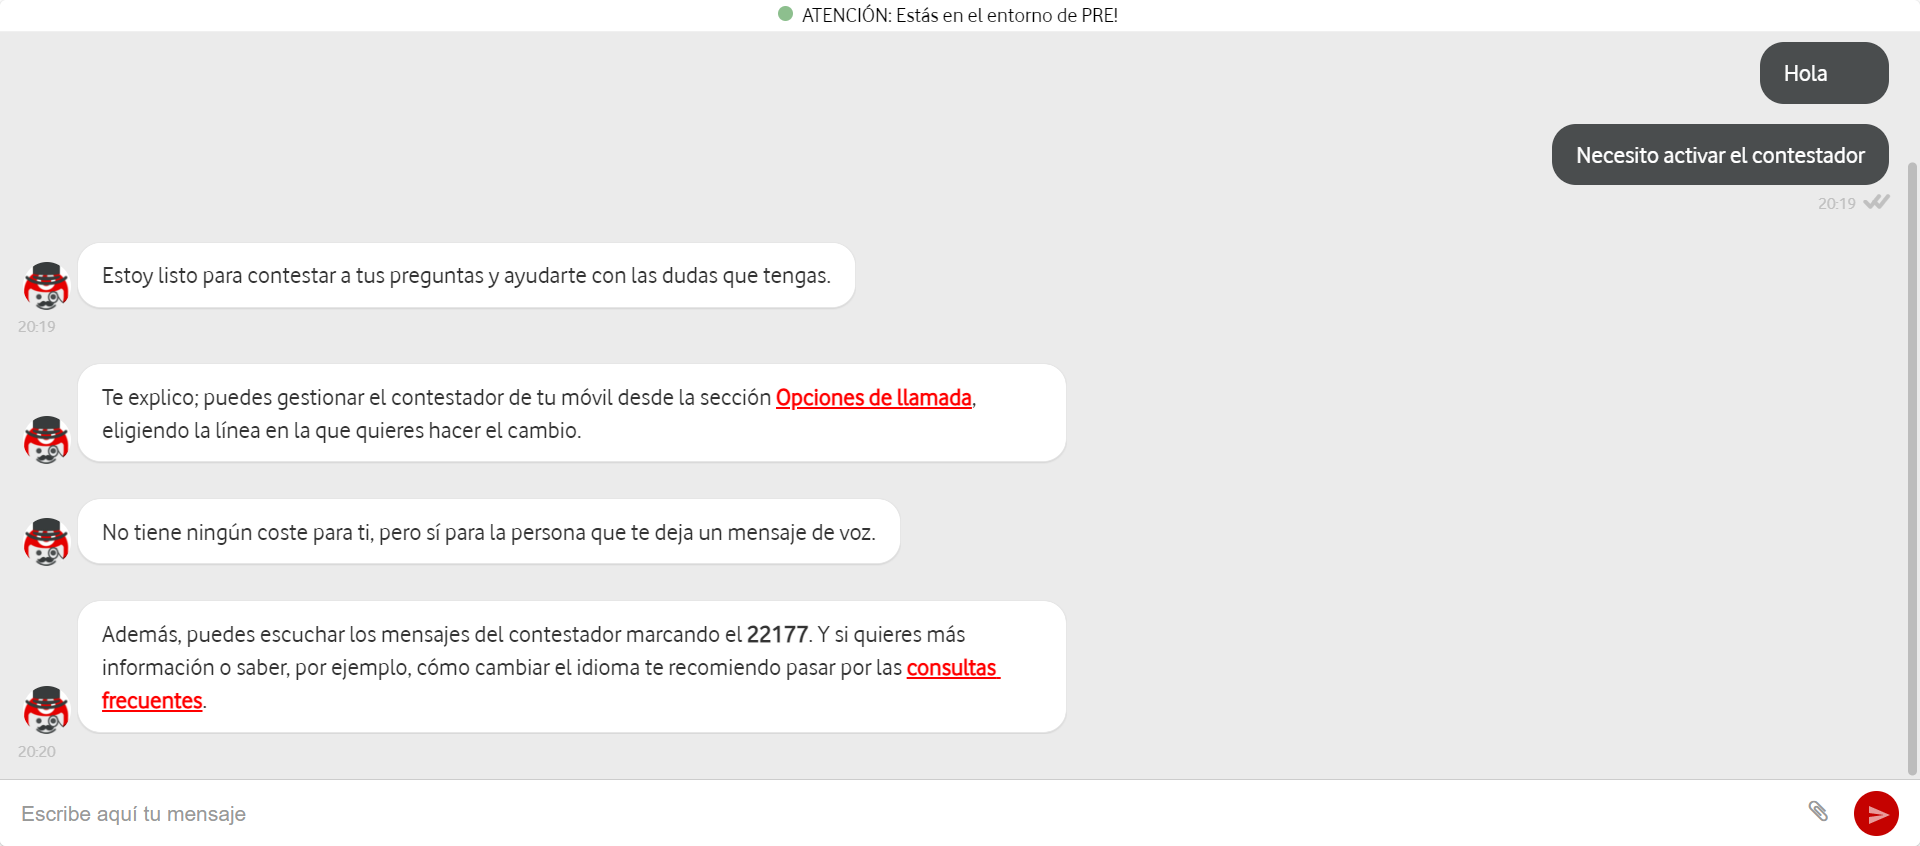 ATENCIÓN: Estás en el entorno de PRE!
Hola
Necesito activar el contestador
20:19
Estoy listo para contestar a tus preguntas y ayudarte con las dudas que tengas.
20:19
Te explico; puedes gestionar el contestador de tu móvil desde la sección Opciones de llamada,
eligiendo la línea en la que quieres hacer el cambio.
No tiene ningún coste para ti, pero sí para la persona que te deja un mensaje de voz.
Además, puedes escuchar los mensajes del contestador marcando el 22177. Y si quieres más
información o saber, por ejemplo, cómo cambiar el idioma te recomiendo pasar por las consultas
frecuentes.
20:20
Escribe aquí tu mensaje